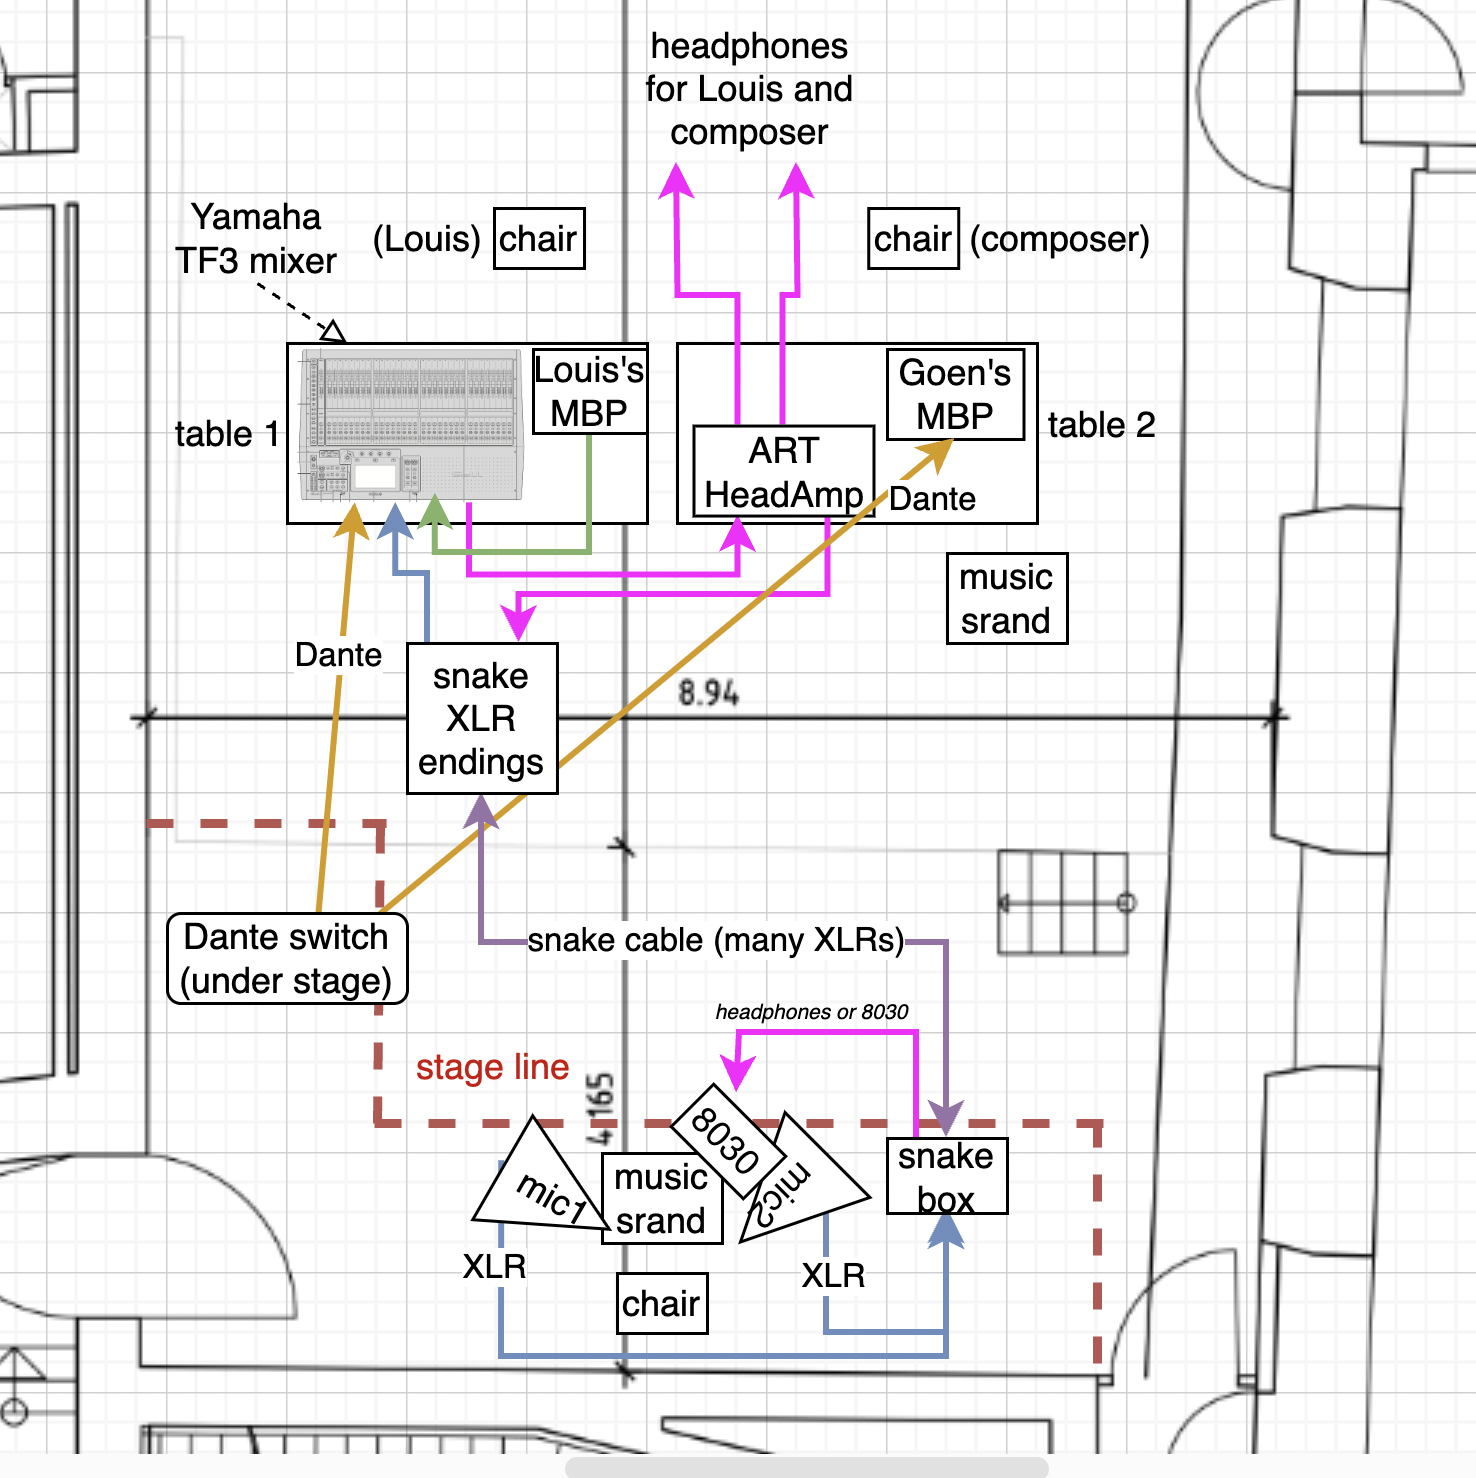 headphones
for Louis and
composer
Yamaha
TF3 mixer
(Louis)
chair
chair
(composer)
table 1
Louis's
MBP
ART
HeadAmp
Goen's
MBP
table 2
Dante
music
srand
Dante
snake
XLR
endings
8.94
Dante switch
(under stage)
snake cable (many XLRs)
headphones or 8030
stage line
4.165
8030
mic1
music
srand
mic2
snake
box
XLR
XLR
chair